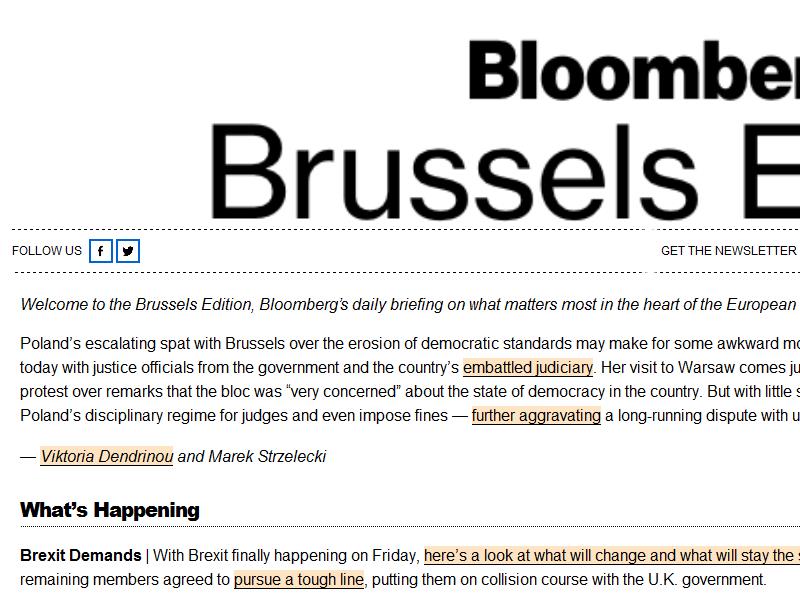 Bloomber
Brussels E
FOLLOW US
GET THE NEWSLETTER
Welcome to the Brussels Edition, Bloomberg's daily briefing on what matters most in the heart of the European
Poland’s escalating spat with Brussels over the erosion of democratic standards may make for some awkward mo
today with justice officials from the government and the country’s embattled judiciary. Her visit to Warsaw comes ju
protest over remarks that the bloc was “very concerned” about the state of democracy in the country. But with little s
Poland’s disciplinary regime for judges and even impose fines — further aggravating a long-running dispute with u
— Viktoria Dendrinou and Marek Strzelecki
What’s Happening
Brexit Demands | With Brexit finally happening on Friday, here’s a look at what will change and what will stay the s
remaining members agreed to pursue a tough line, putting them on collision course with the U.K. government.